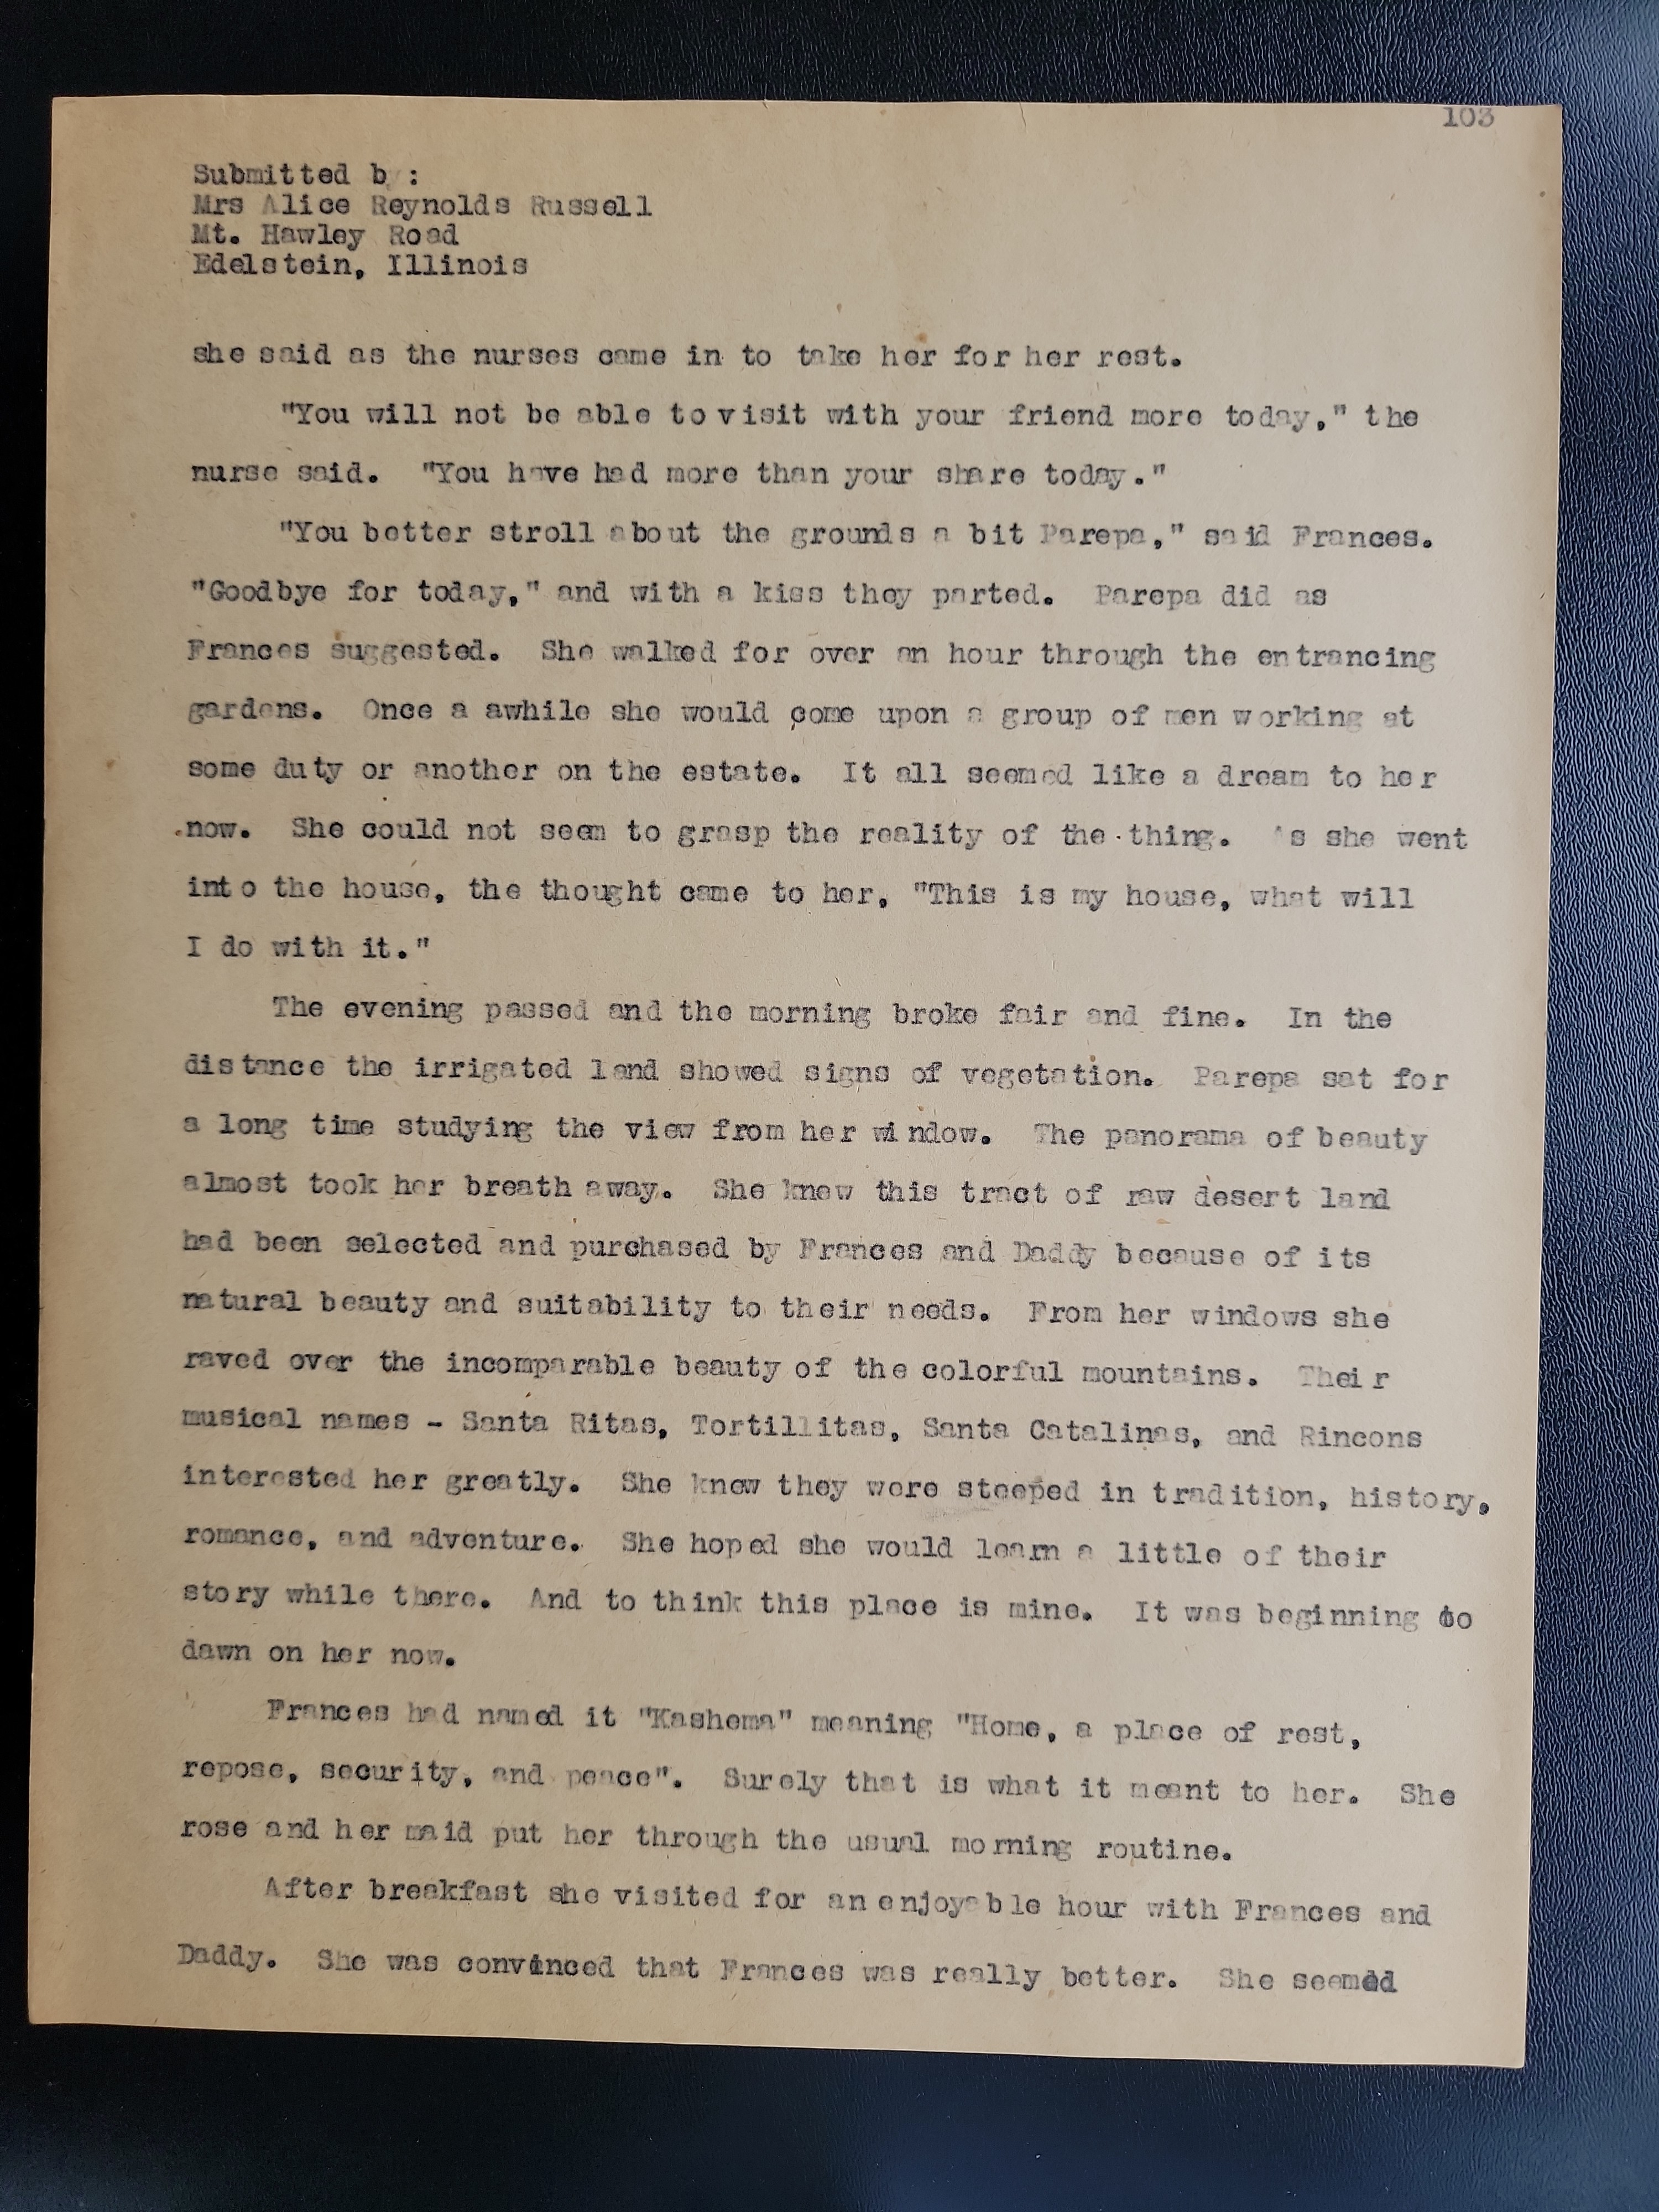 103
Submitted b :
Mrs Alice Reynolds Russell
Mt. Hawley Road
Edelstein, Illinois
she said as the nurses came in to take her for her rest.
"You will not be able to visit with your friend more today," the
nurse said. "You have had more than your share today."
"You better stroll about the grounds a bit Parepa," said Frances.
"Goodbye for today," and with a kiss they parted. Parepa did as
Frances suggested. She walked for over an hour through the entrancing
gardens. Once a awhile she would come upon a group of men working at
some duty or another on the estate. It all seemed like a dream to her
now. She could not seem to grasp the reality of the thing. As she went
into the house, the thought came to her, "This is my house, what will
I do with it."
The evening passed and the morning broke fair and fine. In the
distance the irrigated land showed signs of vegetation. Parepa sat for
a long time studying the view from her window. The panorama of beauty
almost took her breath away. She knew this tract of raw desert land
had been selected and purchased by Frances and Daddy because of its
natural beauty and suitability to their needs. From her windows she
raved over the incomparable beauty of the colorful mountains. Their
musical names - Santa Ritas, Tortillitas, Santa Catalinas, and Rincons
interested her greatly. She knew they were steeped in tradition, history,
romance, and adventure. She hoped she would learn a little of their
story while there. And to think this place is mine. It was beginning to
dawn on her now.
Frances had named it "Kashema" meaning "Home, a place of rest,
repose, security, and peace". Surely that is what it meant to her. She
rose and her maid put her through the usual morning routine.
After breakfast she visited for an enjoyable hour with Frances and
Daddy. She was convinced that Frances was really better. She seemed